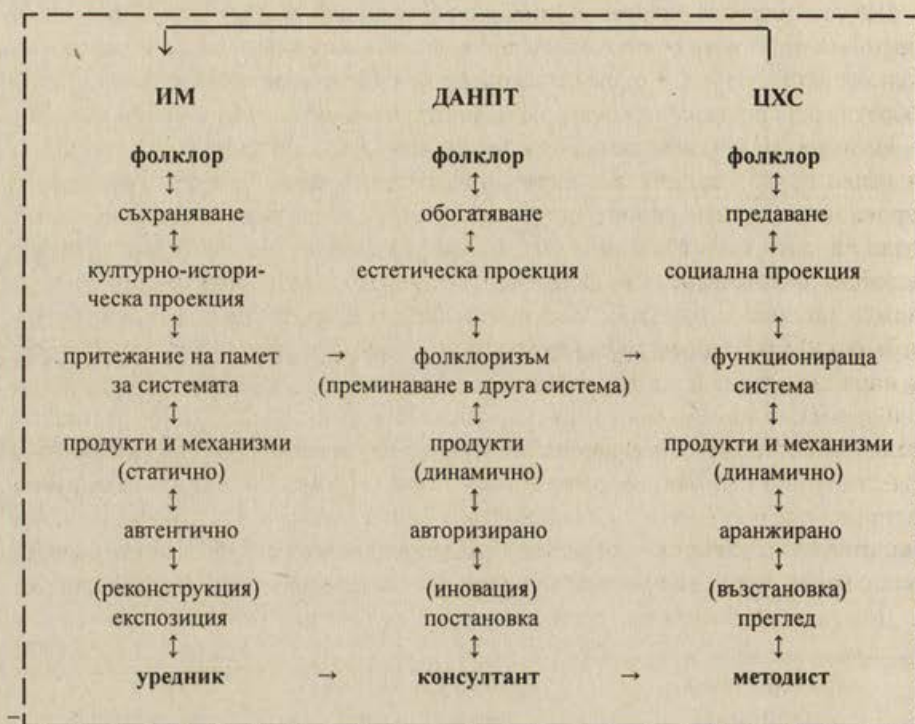 ИМ ДАНПТ ЦХС
фолклор фолклор фолклор
↕ ↕ ↕
съхраняване обогатяване предаване
↕ ↕ ↕
културно-истори- естетическа проекция социална проекция
ческа проекция
↕ ↕ ↕
притежание на памет → фолклоризъм → функционираща
за системата (преминаване в друга система) система
↕ ↕ ↕
продукти и механизми продукти продукти и механизми
(статично) (динамично) (динамично)
↕ ↕ ↕
автентично авторизирано аранжирано
↕ ↕ ↕
(реконструкция) (иновация) (възстановка)
експозиция постановка преглед
↕ ↕ ↕
уредник → консултант → методист